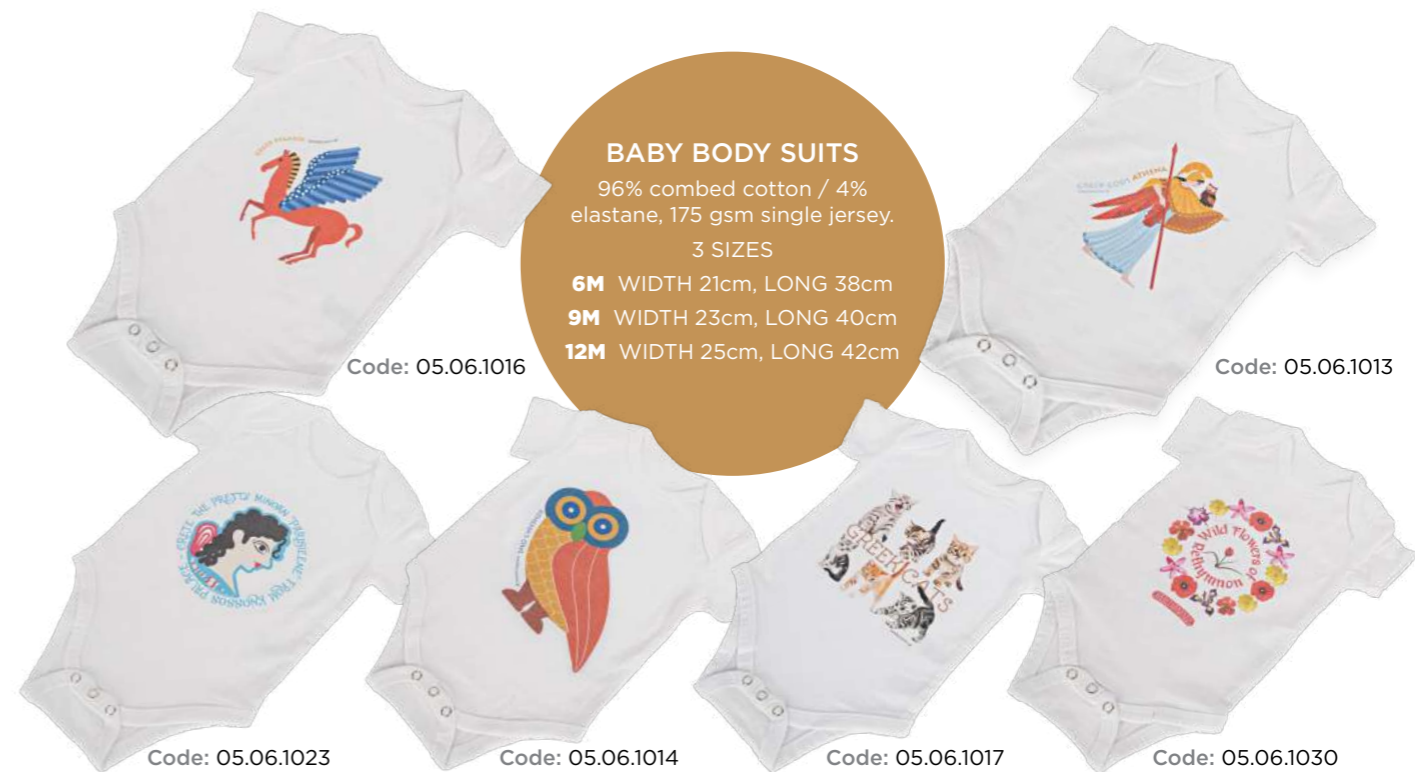 BABY BODY SUITS
96% combed cotton / 4%
elastane, 175 gsm single jersey.
3 SIZES
6M WIDTH 21cm, LONG 38cm
9M WIDTH 23cm, LONG 40cm
12M WIDTH 25cm, LONG 42cm
ATHENA
Code: 05.06.1016
Code: 05.06.1013
CRETE THE PRETTY MINOAN "PARISIENNE" FROM KNOSSOS PALACE
GREEK CATS
Wild Flowers of
Rethymnon
Code: 05.06.1023
Code: 05.06.1014
Code: 05.06.1017
Code: 05.06.1030